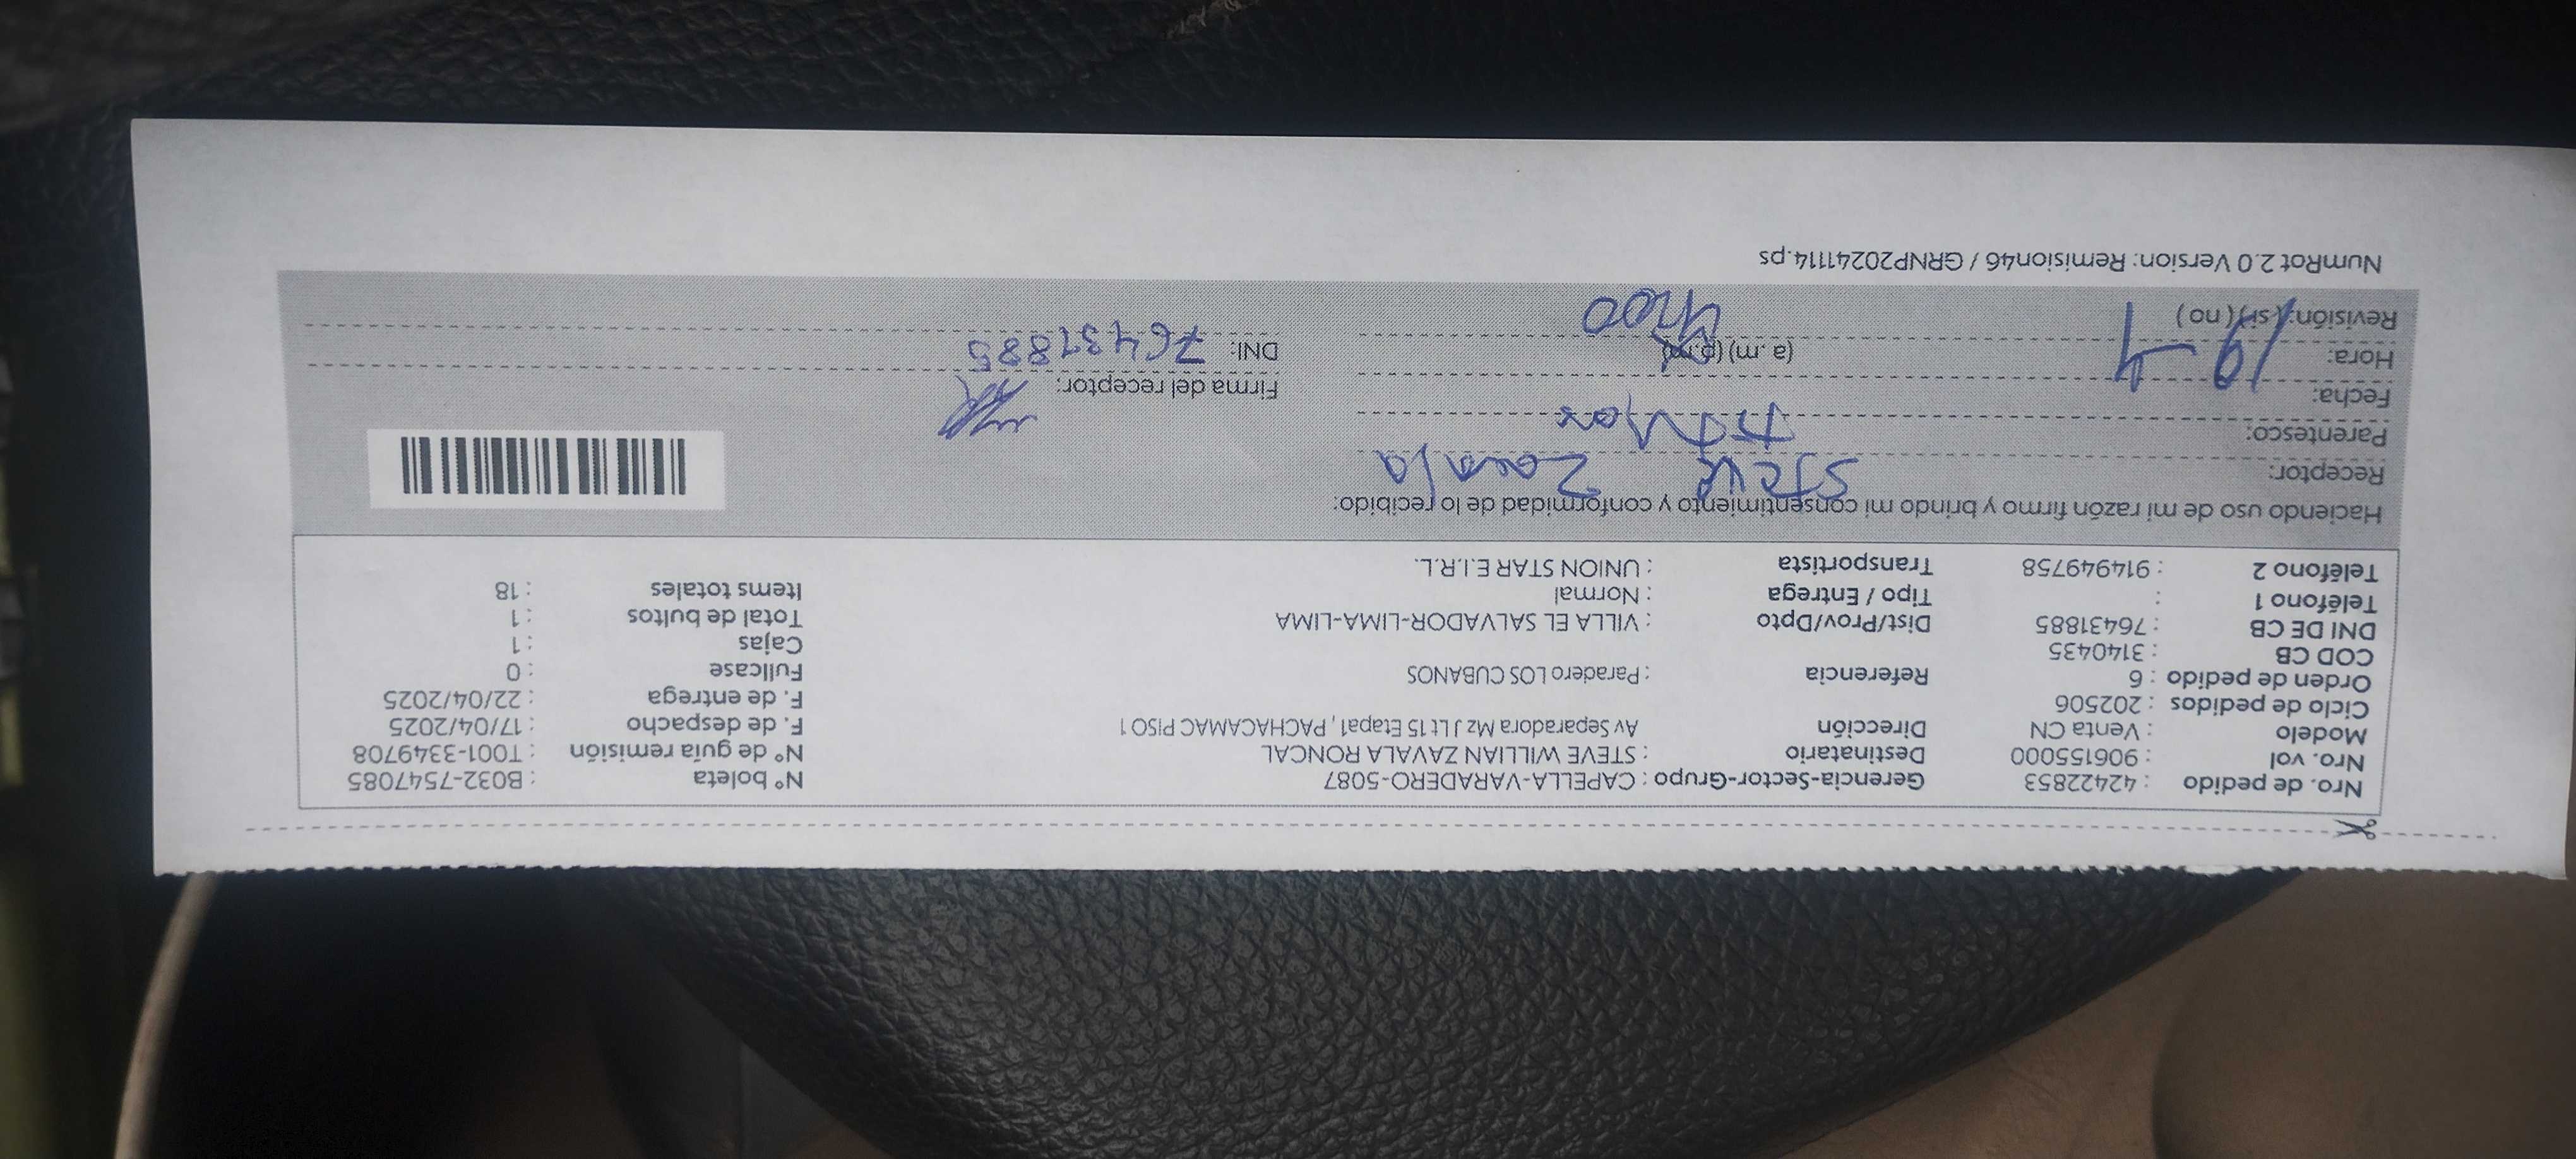 Nro. de pedido : 42422853 Gerencia-Sector-Grupo : CAPELLA-VARADERO-5087 N° boleta : B032-7547085
Nro. vol : 906155000 Destinatario : STEVE WILLIAN ZAVALA RONCAL N° de guía remisión : T001-3349708
Modelo : Venta CN Dirección Av Separadora Mz J Lt 15 Etapa1, PACHACAMAC PISO 1 F. de despacho : 17/04/2025
Ciclo de pedidos : 202506 F. de entrega : 22/04/2025
Orden de pedido : 6 Referencia : Paradero LOS CUBANOS Fullcase : 0
COD CB : 3140435 Cajas : 1
DNI DE CB : 76431885 Dist/Prov/Dpto : VILLA EL SALVADOR-LIMA-LIMA Total de bultos : 1
Teléfono 1 : Tipo / Entrega : Normal Items totales : 18
Teléfono 2 : 914949758 Transportista : UNION STAR E.I.R.L.
Haciendo uso de mi razón firmo y brindo mi consentimiento y conformidad de lo recibido:
Receptor: Steve
Parentesco:
Fecha: 19-4 Firma del receptor:
Hora: (a .m) (p.m) DNI: 76431885
Revisión: ( si ) ( no )
NumRot 2.0 Version: Remision46 / GRNP20241114.ps